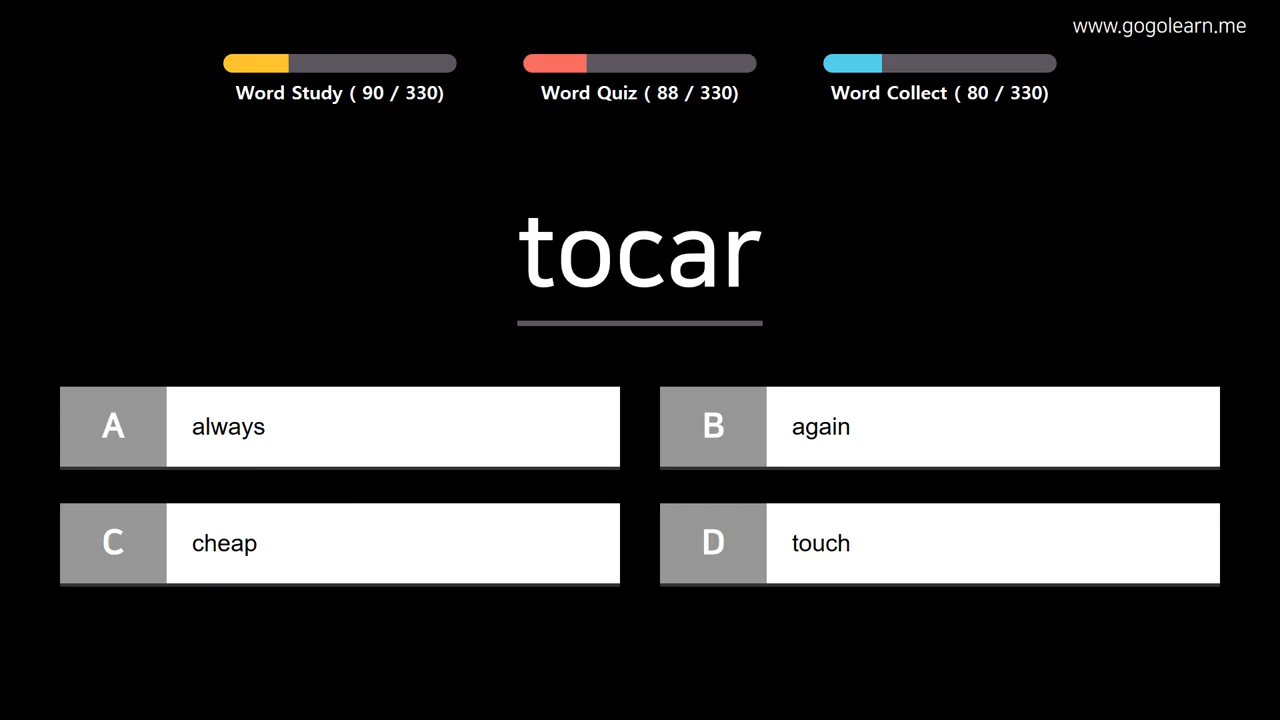 www.gogolearn.me
Word Study ( 90 / 330)
Word Quiz ( 88 / 330)
Word Collect ( 80 / 330)
tocar
A always
B again
C cheap
D touch